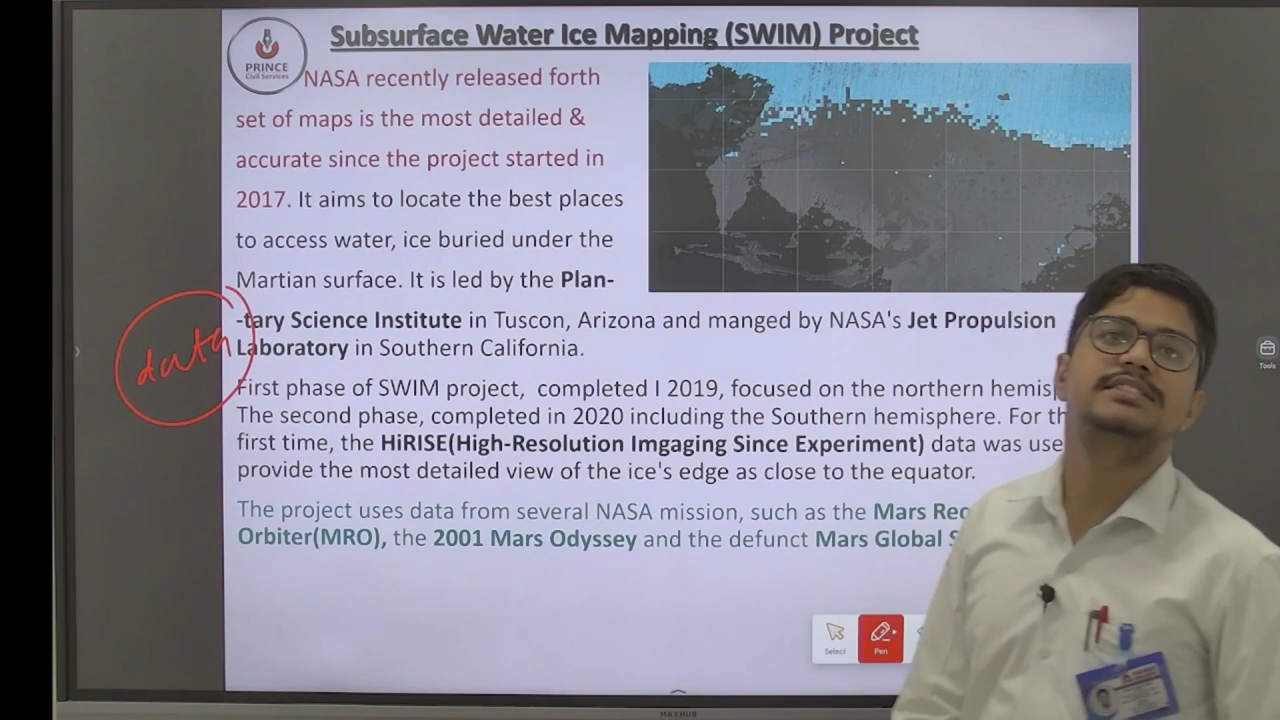 Subsurface Water Ice Mapping (SWIM) Project
PRINCE
Civil Services
NASA recently released forth
set of maps is the most detailed &
accurate since the project started in
2017. It aims to locate the best places
to access water, ice buried under the
Martian surface. It is led by the Plan-
-tary Science Institute in Tuscon, Arizona and manged by NASA's Jet Propulsion
Laboratory in Southern California.
data
First phase of SWIM project, completed I 2019, focused on the northern
The second phase, completed in 2020 including the Southern hemisphere. For
first time, the HiRISE(High-Resolution Imgaging Since Experiment) data was
provide the most detailed view of the ice's edge as close to the equator.
The project uses data from several NASA mission, such as the Mars
Orbiter(MRO), the 2001 Mars Odyssey and the defunct Mars Global
Select
Pen
Tools
MAXHUB